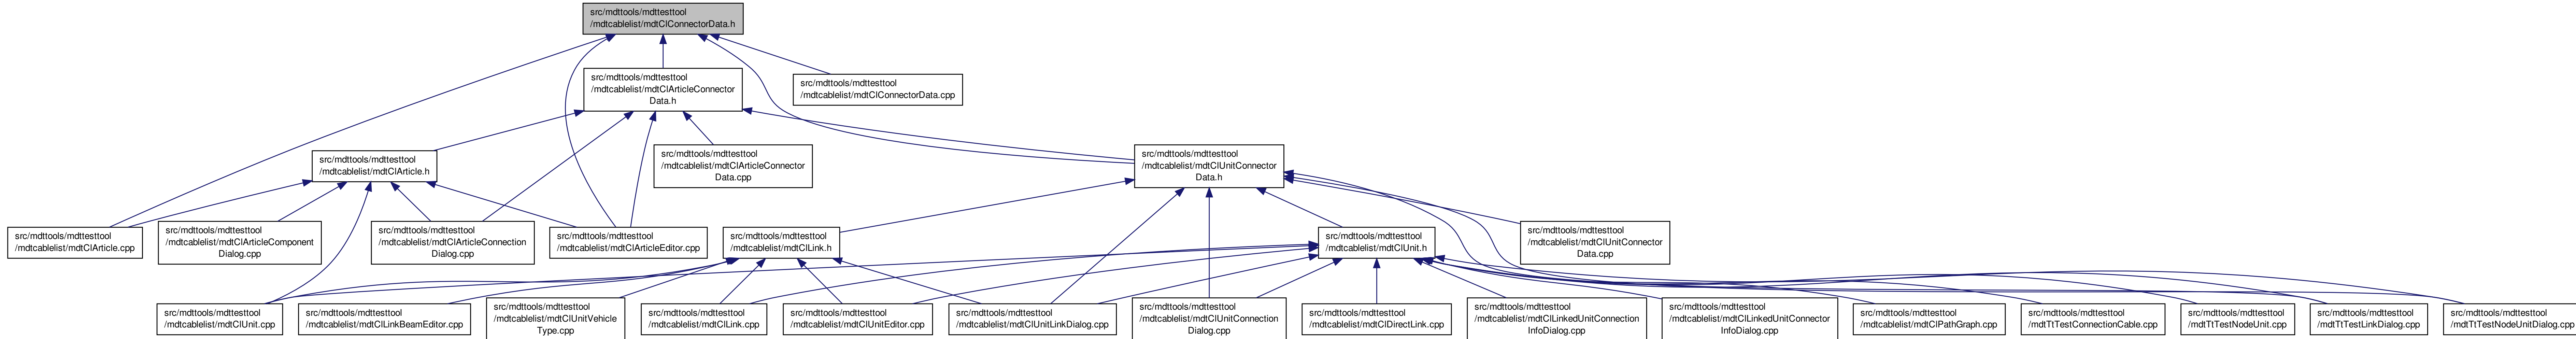 src/mdttools/mdttesttool
/mdtcablelist/mdtClConnectorData.h
src/mdttools/mdttesttool
/mdtcablelist/mdtClArticleConnector
Data.h
src/mdttools/mdttesttool
/mdtcablelist/mdtClConnectorData.cpp
src/mdttools/mdttesttool
/mdtcablelist/mdtClArticle.h
src/mdttools/mdttesttool
/mdtcablelist/mdtClArticleConnector
Data.cpp
src/mdttools/mdttesttool
/mdtcablelist/mdtClUnitConnector
Data.h
src/mdttools/mdttesttool
/mdtcablelist/mdtClArticle.cpp
src/mdttools/mdttesttool
/mdtcablelist/mdtClArticleComponent
Dialog.cpp
src/mdttools/mdttesttool
/mdtcablelist/mdtClArticleConnection
Dialog.cpp
src/mdttools/mdttesttool
/mdtcablelist/mdtClArticleEditor.cpp
src/mdttools/mdttesttool
/mdtcablelist/mdtClLink.h
src/mdttools/mdttesttool
/mdtcablelist/mdtClUnit.h
src/mdttools/mdttesttool
/mdtcablelist/mdtClUnitConnector
Data.cpp
src/mdttools/mdttesttool
/mdtcablelist/mdtClUnit.cpp
src/mdttools/mdttesttool
/mdtcablelist/mdtClLinkBeamEditor.cpp
src/mdttools/mdttesttool
/mdtcablelist/mdtClUnitVehicle
Type.cpp
src/mdttools/mdttesttool
/mdtcablelist/mdtClLink.cpp
src/mdttools/mdttesttool
/mdtcablelist/mdtClUnitEditor.cpp
src/mdttools/mdttesttool
/mdtcablelist/mdtClUnitLinkDialog.cpp
src/mdttools/mdttesttool
/mdtcablelist/mdtClUnitConnection
Dialog.cpp
src/mdttools/mdttesttool
/mdtcablelist/mdtClDirectLink.cpp
src/mdttools/mdttesttool
/mdtcablelist/mdtClLinkedUnitConnection
InfoDialog.cpp
src/mdttools/mdttesttool
/mdtcablelist/mdtClLinkedUnitConnector
InfoDialog.cpp
src/mdttools/mdttesttool
/mdtcablelist/mdtClPathGraph.cpp
src/mdttools/mdttesttool
/mdtTtTestConnectionCable.cpp
src/mdttools/mdttesttool
/mdtTtTestNodeUnit.cpp
src/mdttools/mdttesttool
/mdtTtTestLinkDialog.cpp
src/mdttools/mdttesttool
/mdtTtTestNodeUnitDialog.cpp